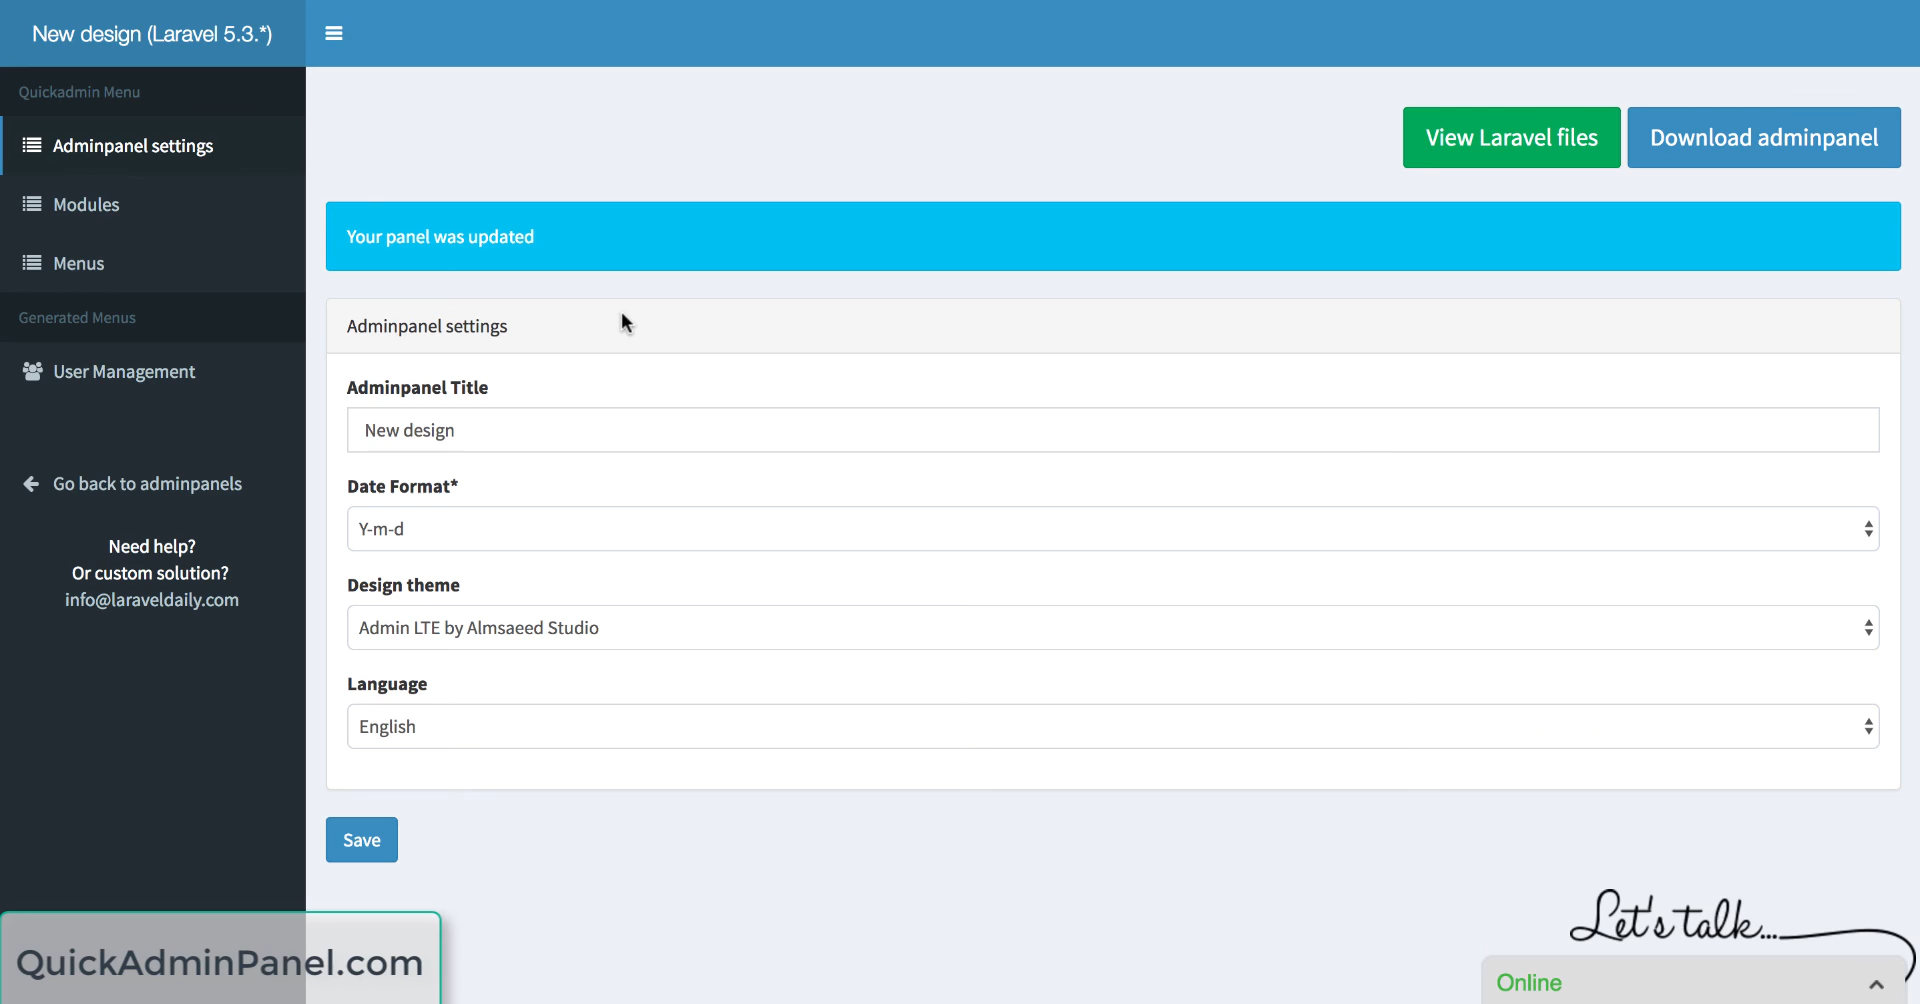 New design (Laravel 5.3.*)
Quickadmin Menu
Adminpanel settings
Modules
Menus
Generated Menus
User Management
Go back to adminpanels
Need help?
Or custom solution?
info@laraveldaily.com
View Laravel files
Download adminpanel
Your panel was updated
Adminpanel settings
Adminpanel Title
New design
Date Format*
Y-m-d
Design theme
Admin LTE by Almsaeed Studio
Language
English
Save
QuickAdminPanel.com
Let's talk...
Online